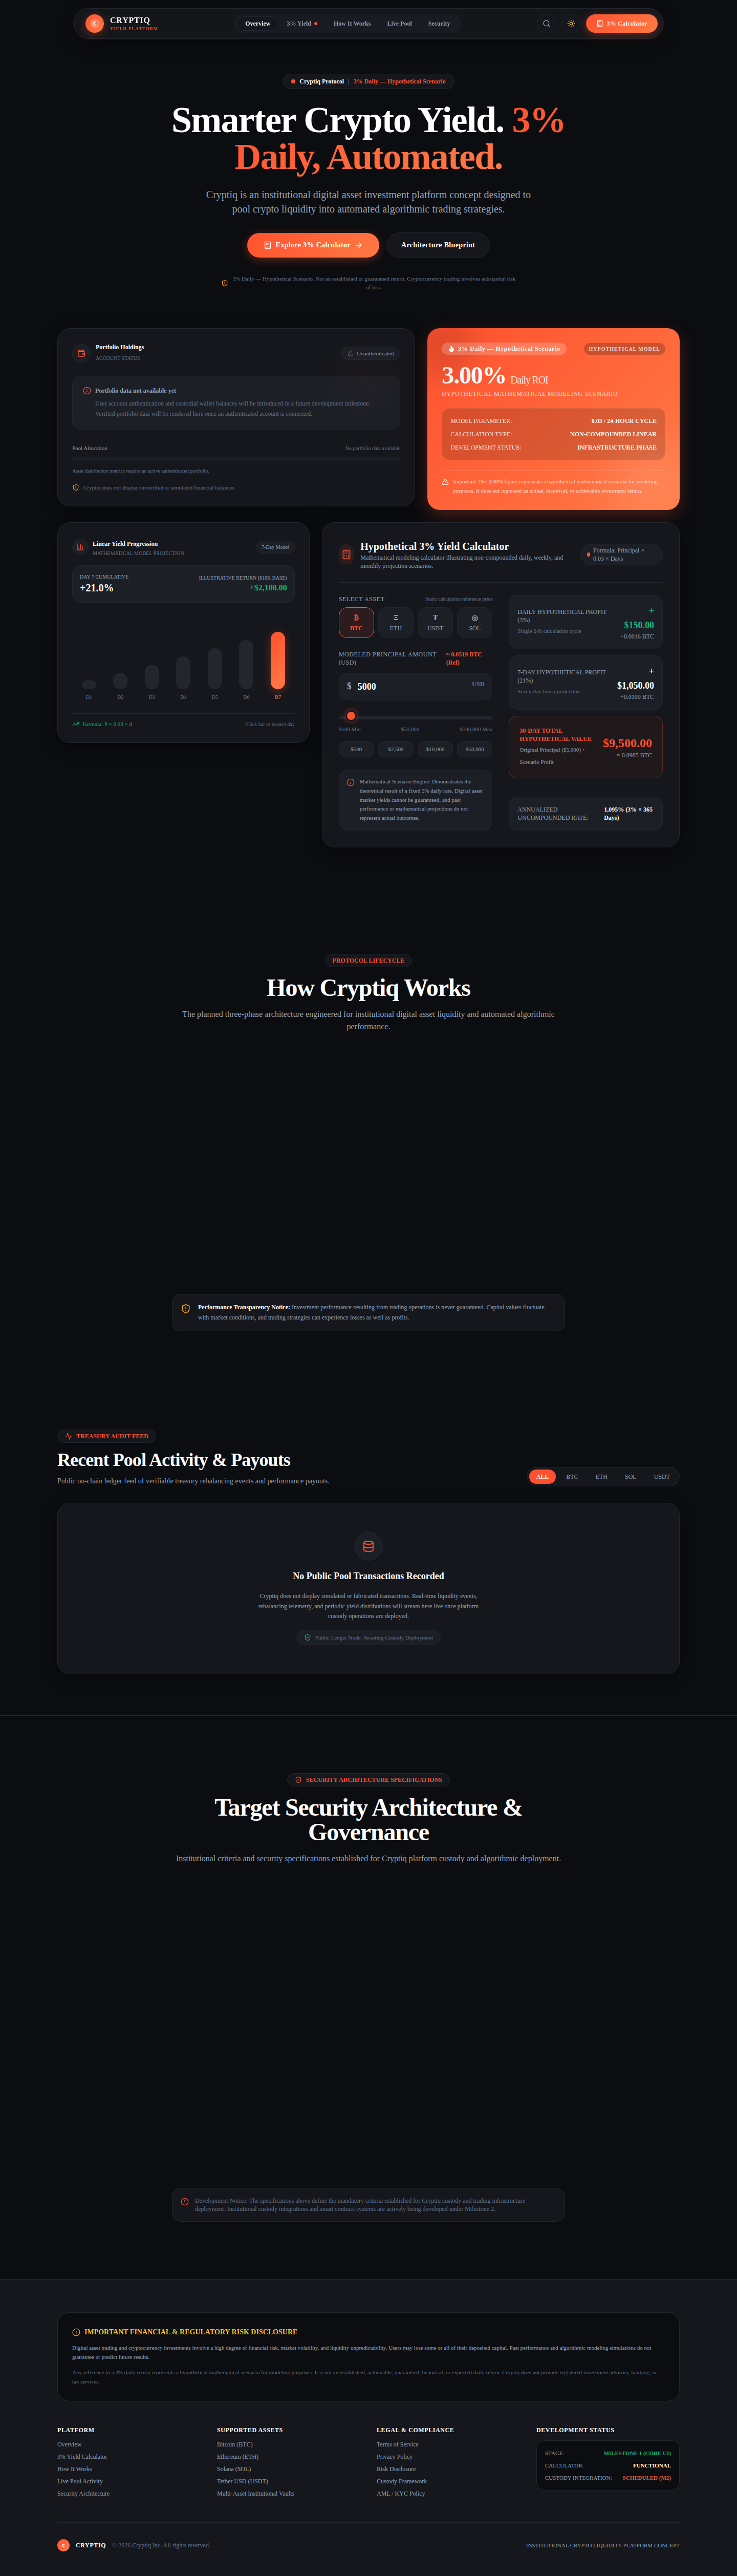 CRYPTIQ
YIELD PLATFORM
Overview
3% Yield
How It Works
Live Pool
Security
3% Calculator
Cryptiq Protocol | 3% Daily — Hypothetical Scenario
Smarter Crypto Yield. 3%
Daily, Automated.
Cryptiq is an institutional digital asset investment platform concept designed to
pool crypto liquidity into automated algorithmic trading strategies.
Explore 3% Calculator
Architecture Blueprint
3% Daily — Hypothetical Scenario. Not an established or guaranteed return. Cryptocurrency trading involves substantial risk
of loss.
Portfolio Holdings
ACCOUNT STATUS
Unauthenticated
Portfolio data not available yet
User account authentication and custodial wallet balances will be introduced in a future development milestone.
Verified portfolio data will be rendered here once an authenticated account is connected.
Pool Allocation
No portfolio data available
Asset distribution metrics require an active authenticated portfolio.
Cryptiq does not display unverified or simulated financial balances.
3% Daily — Hypothetical Scenario
HYPOTHETICAL MODEL
3.00% Daily ROI
HYPOTHETICAL MATHEMATICAL MODELING SCENARIO
MODEL PARAMETER:
0.03 / 24-HOUR CYCLE
CALCULATION TYPE:
NON-COMPOUNDED LINEAR
DEVELOPMENT STATUS:
INFRASTRUCTURE PHASE
Important: The 3.00% figure represents a hypothetical mathematical scenario for modeling
purposes. It does not represent an actual, historical, or achievable investment return.
Linear Yield Progression
MATHEMATICAL MODEL PROJECTION
7-Day Model
DAY 7 CUMULATIVE
+21.0%
ILLUSTRATIVE RETURN ($10K BASE)
+$2,100.00
D1
D2
D3
D4
D5
D6
D7
Formula: P × 0.03 × d
Click bar to inspect day
Hypothetical 3% Yield Calculator
Mathematical modeling calculator illustrating non-compounded daily, weekly, and
monthly projection scenarios.
Formula: Principal ×
0.03 × Days
SELECT ASSET
Static calculation reference price
₿
BTC
Ξ
ETH
₮
USDT
◎
SOL
MODELED PRINCIPAL AMOUNT
(USD)
≈ 0.0519 BTC
(Ref)
$ 5000
USD
$100 Min
$50,000
$100,000 Max
$500
$2,500
$10,000
$50,000
Mathematical Scenario Engine: Demonstrates the
theoretical result of a fixed 3% daily rate. Digital asset
market yields cannot be guaranteed, and past
performance or mathematical projections do not
represent actual outcomes.
DAILY HYPOTHETICAL PROFIT
(3%)
Single 24h calculation cycle
+
$150.00
+0.0016 BTC
7-DAY HYPOTHETICAL PROFIT
(21%)
Seven-day linear projection
+
$1,050.00
+0.0109 BTC
30-DAY TOTAL
HYPOTHETICAL VALUE
Original Principal ($5,000) +
Scenario Profit
$9,500.00
≈ 0.0985 BTC
ANNUALIZED
UNCOMPOUNDED RATE:
1,095% (3% × 365
Days)
PROTOCOL LIFECYCLE
How Cryptiq Works
The planned three-phase architecture engineered for institutional digital asset liquidity and automated algorithmic
performance.
Performance Transparency Notice: Investment performance resulting from trading operations is never guaranteed. Capital values fluctuate
with market conditions, and trading strategies can experience losses as well as profits.
TREASURY AUDIT FEED
Recent Pool Activity & Payouts
Public on-chain ledger feed of verifiable treasury rebalancing events and performance payouts.
ALL
BTC
ETH
SOL
USDT
No Public Pool Transactions Recorded
Cryptiq does not display simulated or fabricated transactions. Real-time liquidity events,
rebalancing telemetry, and periodic yield distributions will stream here live once platform
custody operations are deployed.
Public Ledger Node: Awaiting Custody Deployment
SECURITY ARCHITECTURE SPECIFICATIONS
Target Security Architecture &
Governance
Institutional criteria and security specifications established for Cryptiq platform custody and algorithmic deployment.
Development Notice: The specifications above define the mandatory criteria established for Cryptiq custody and trading infrastructure
deployment. Institutional custody integrations and smart contract systems are actively being developed under Milestone 2.
IMPORTANT FINANCIAL & REGULATORY RISK DISCLOSURE
Digital asset trading and cryptocurrency investments involve a high degree of financial risk, market volatility, and liquidity unpredictability. Users may lose some or all of their deposited capital. Past performance and algorithmic modeling simulations do not
guarantee or predict future results.
Any reference to a 3% daily return represents a hypothetical mathematical scenario for modeling purposes. It is not an established, achievable, guaranteed, historical, or expected daily return. Cryptiq does not provide registered investment advisory, banking, or
tax services.
PLATFORM
Overview
3% Yield Calculator
How It Works
Live Pool Activity
Security Architecture
SUPPORTED ASSETS
Bitcoin (BTC)
Ethereum (ETH)
Solana (SOL)
Tether USD (USDT)
Multi-Asset Institutional Vaults
LEGAL & COMPLIANCE
Terms of Service
Privacy Policy
Risk Disclosure
Custody Framework
AML / KYC Policy
DEVELOPMENT STATUS
STAGE:
MILESTONE 1 (CORE UI)
CALCULATOR:
FUNCTIONAL
CUSTODY INTEGRATION:
SCHEDULED (M2)
C
CRYPTIQ
© 2026 Cryptiq Inc. All rights reserved.
INSTITUTIONAL CRYPTO LIQUIDITY PLATFORM CONCEPT